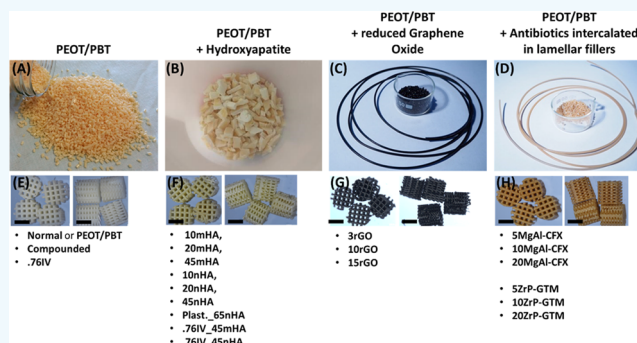 PEOT/PBT
PEOT/PBT
+ Hydroxyapatite
PEOT/PBT
+ reduced Graphene
Oxide
PEOT/PBT
+ Antibiotics intercalated
in lamellar fillers
(A)
(B)
(C)
(D)
(E)
(F)
(G)
(H)
• Normal or PEOT/PBT
• Compounded
• .76IV
• 10mHA,
• 20mHA,
• 45mHA
• 10nHA,
• 20nHA,
• 45nHA
• Plast._65nHA
• .76IV_45mHA
• .76IV_45nHA
• 3rGO
• 10rGO
• 15rGO
• 5MgAl-CFX
• 10MgAl-CFX
• 20MgAl-CFX
• 5ZrP-GTM
• 10ZrP-GTM
• 20ZrP-GTM